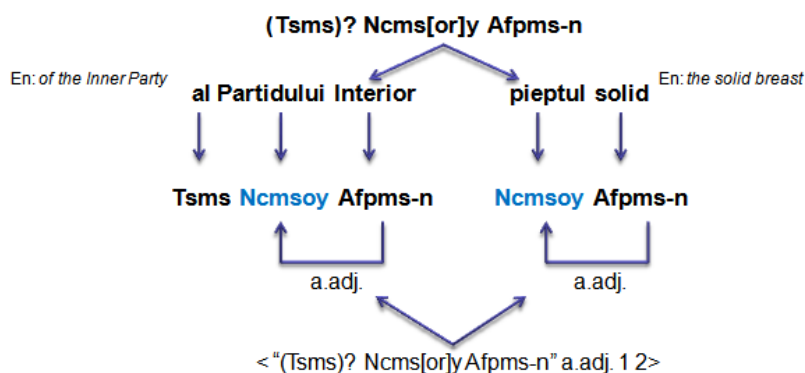 (Tsms)? Ncms[or]y Afpms-n
En: of the Inner Party
En: the solid breast
al Partidului Interior
pieptul solid
Tsms Ncmsoy Afpms-n
Ncmsoy Afpms-n
a.adj.
a.adj.
< “(Tsms)? Ncms[or]y Afpms-n” a.adj. 1 2>